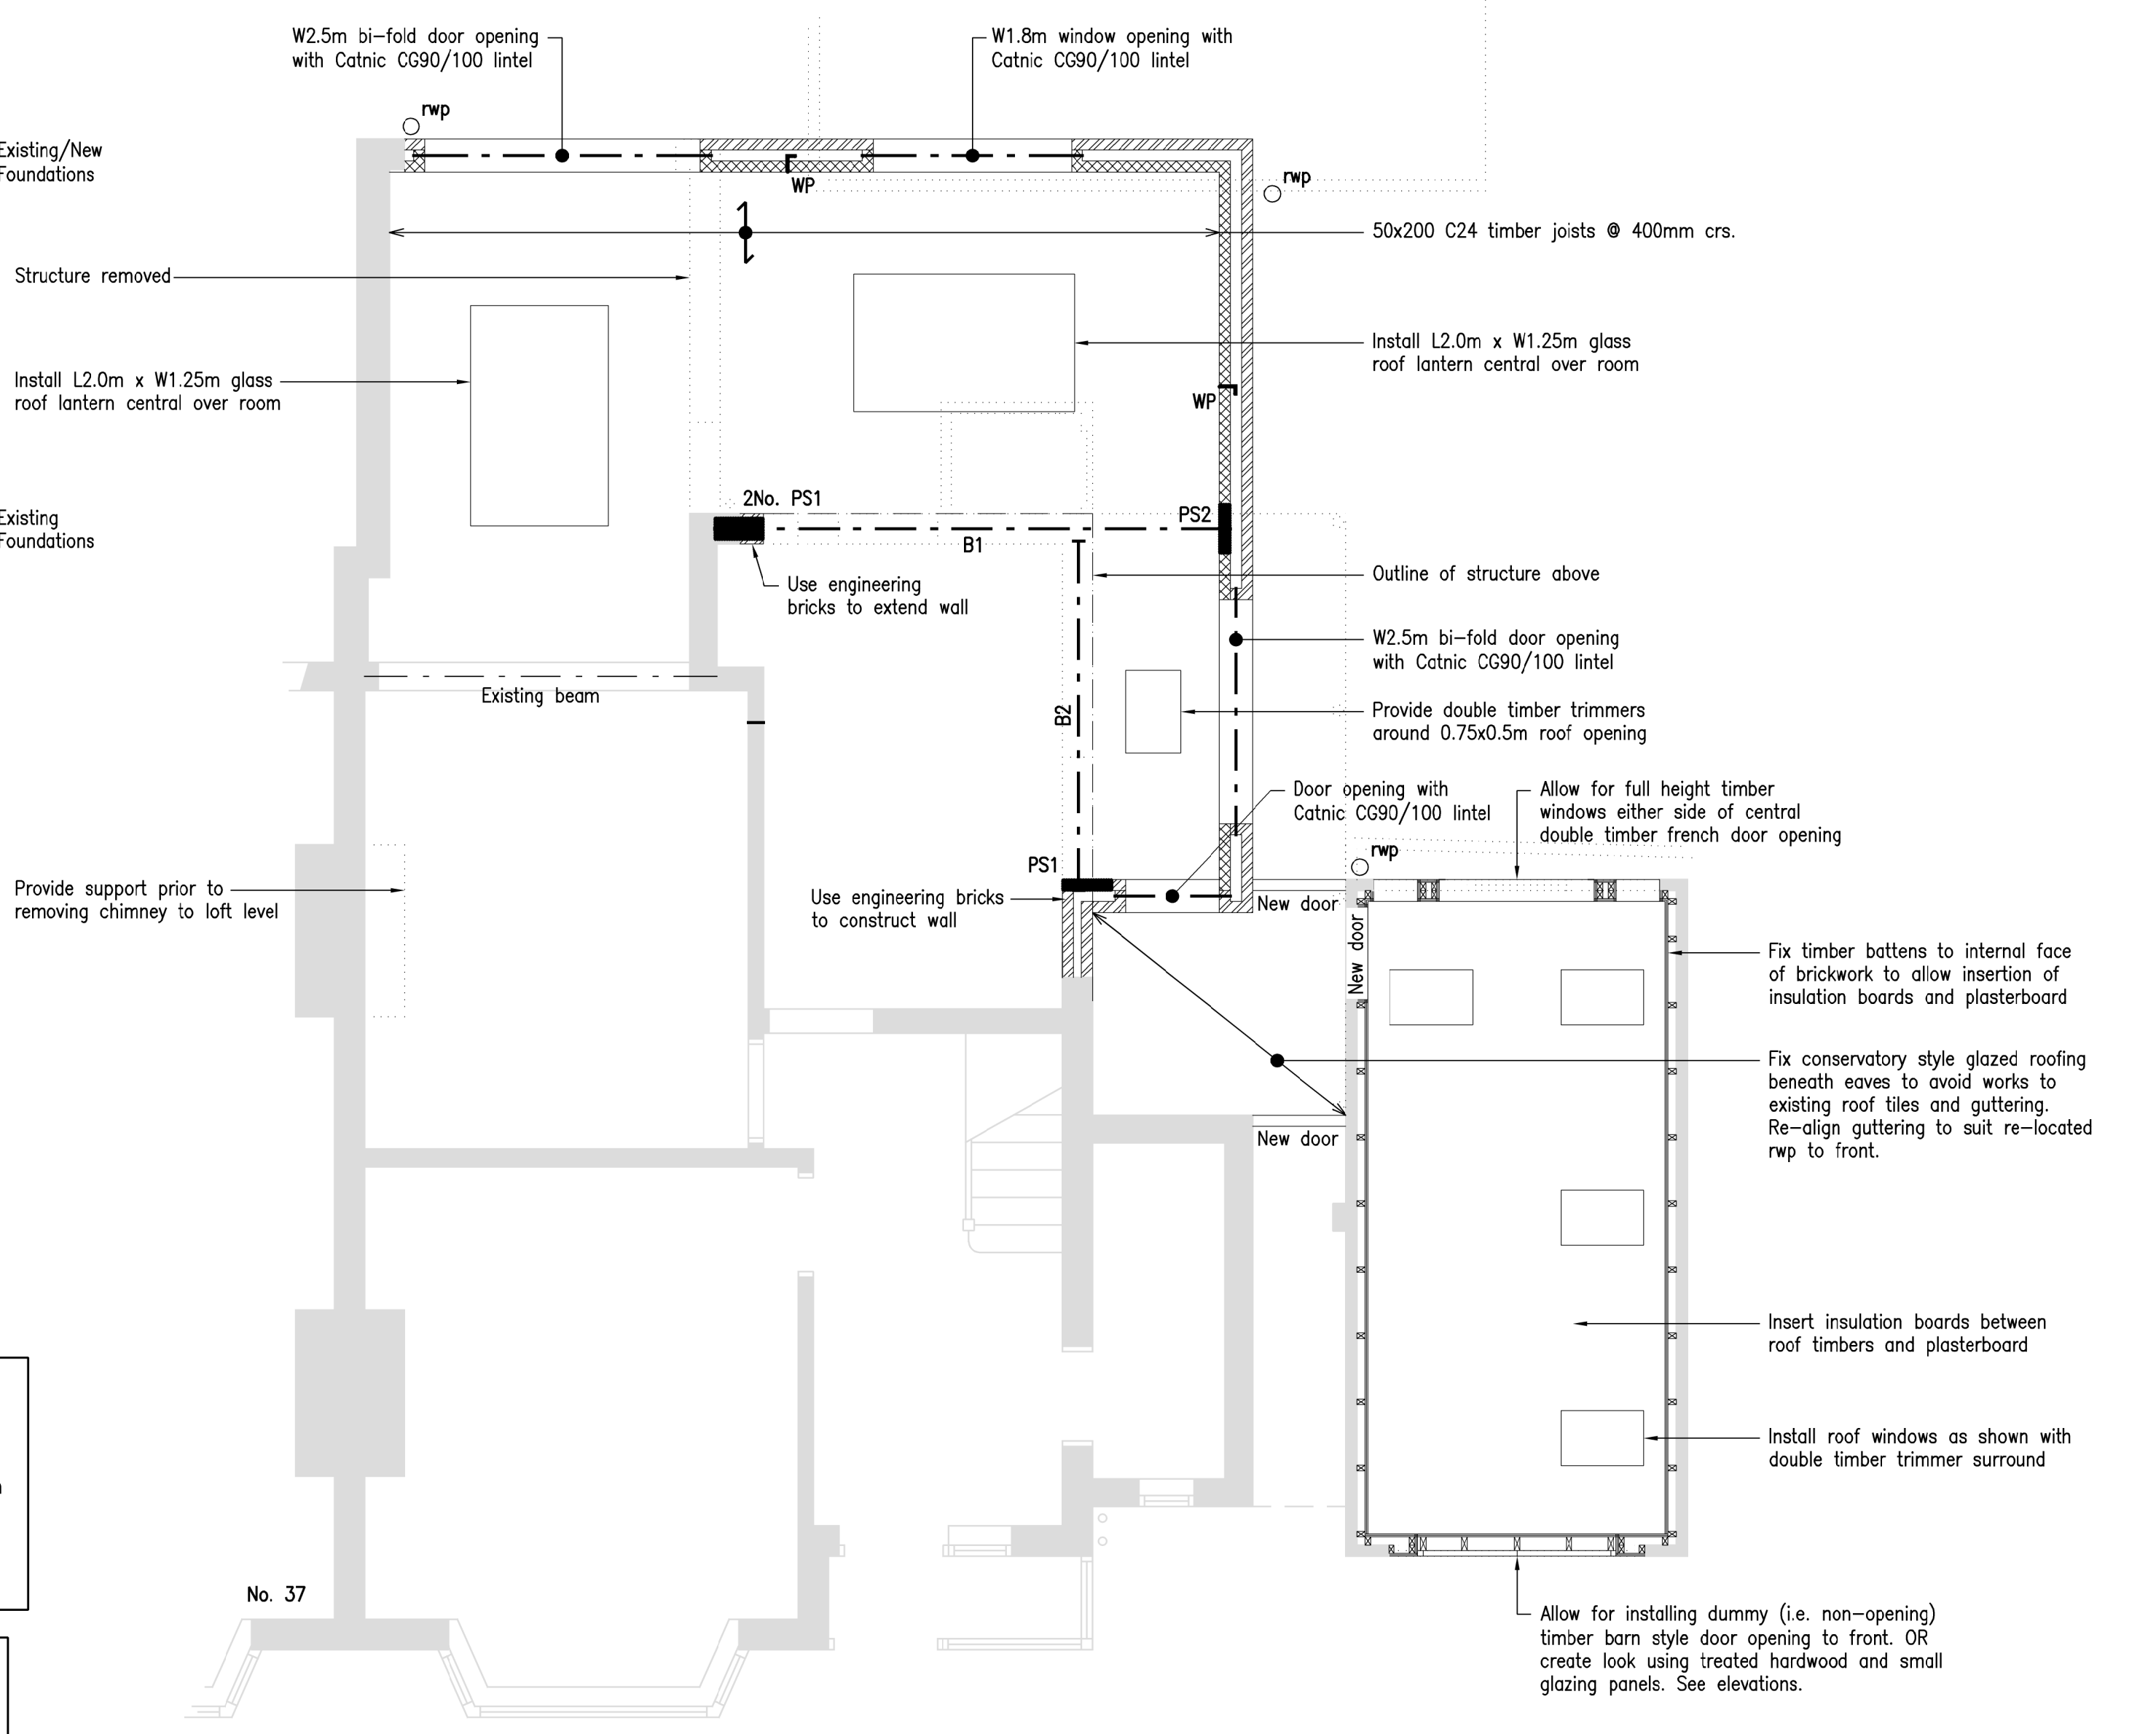 W2.5m bi-fold door opening
with Catnic CG90/100 lintel
W1.8m window opening with
Catnic CG90/100 lintel
rwp
Existing/New
Foundations
WP
rwp
50x200 C24 timber joists @ 400mm crs.
Structure removed
Install L2.0m x W1.25m glass
roof lantern central over room
Install L2.0m x W1.25m glass
roof lantern central over room
WP
2No. PS1
PS2
Existing
Foundations
B1
Use engineering
bricks to extend wall
Outline of structure above
W2.5m bi-fold door opening
with Catnic CG90/100 lintel
Existing beam
B2
Provide double timber trimmers
around 0.75x0.5m roof opening
Door opening with
Catnic CG90/100 lintel
Allow for full height timber
windows either side of central
double timber french door opening
rwp
PS1
Provide support prior to
removing chimney to loft level
Use engineering bricks
to construct wall
New door
New door
Fix timber battens to internal face
of brickwork to allow insertion of
insulation boards and plasterboard
Fix conservatory style glazed roofing
beneath eaves to avoid works to
existing roof tiles and guttering.
Re-align guttering to suit re-located
rwp to front.
New door
Insert insulation boards between
roof timbers and plasterboard
Install roof windows as shown with
double timber trimmer surround
No. 37
Allow for installing dummy (i.e. non-opening)
timber barn style door opening to front. OR
create look using treated hardwood and small
glazing panels. See elevations.